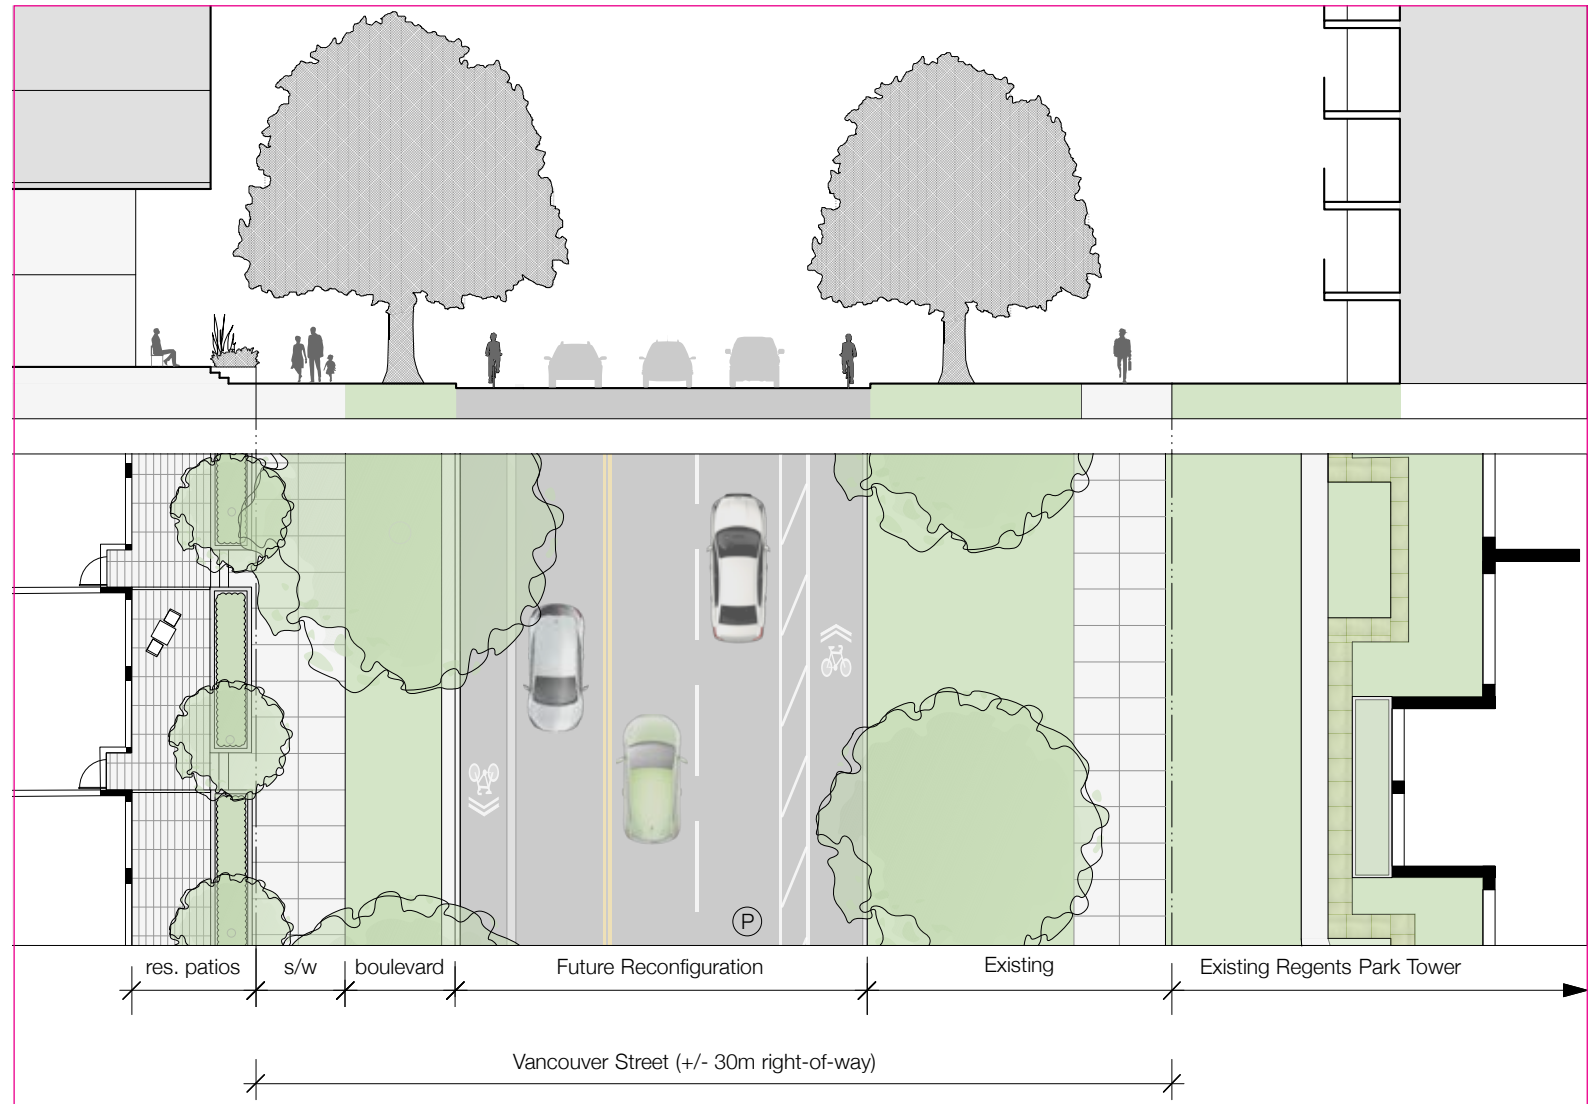 P
res. patios
s/w
boulevard
Future Reconfiguration
Existing
Existing Regents Park Tower
Vancouver Street (+/- 30m right-of-way)